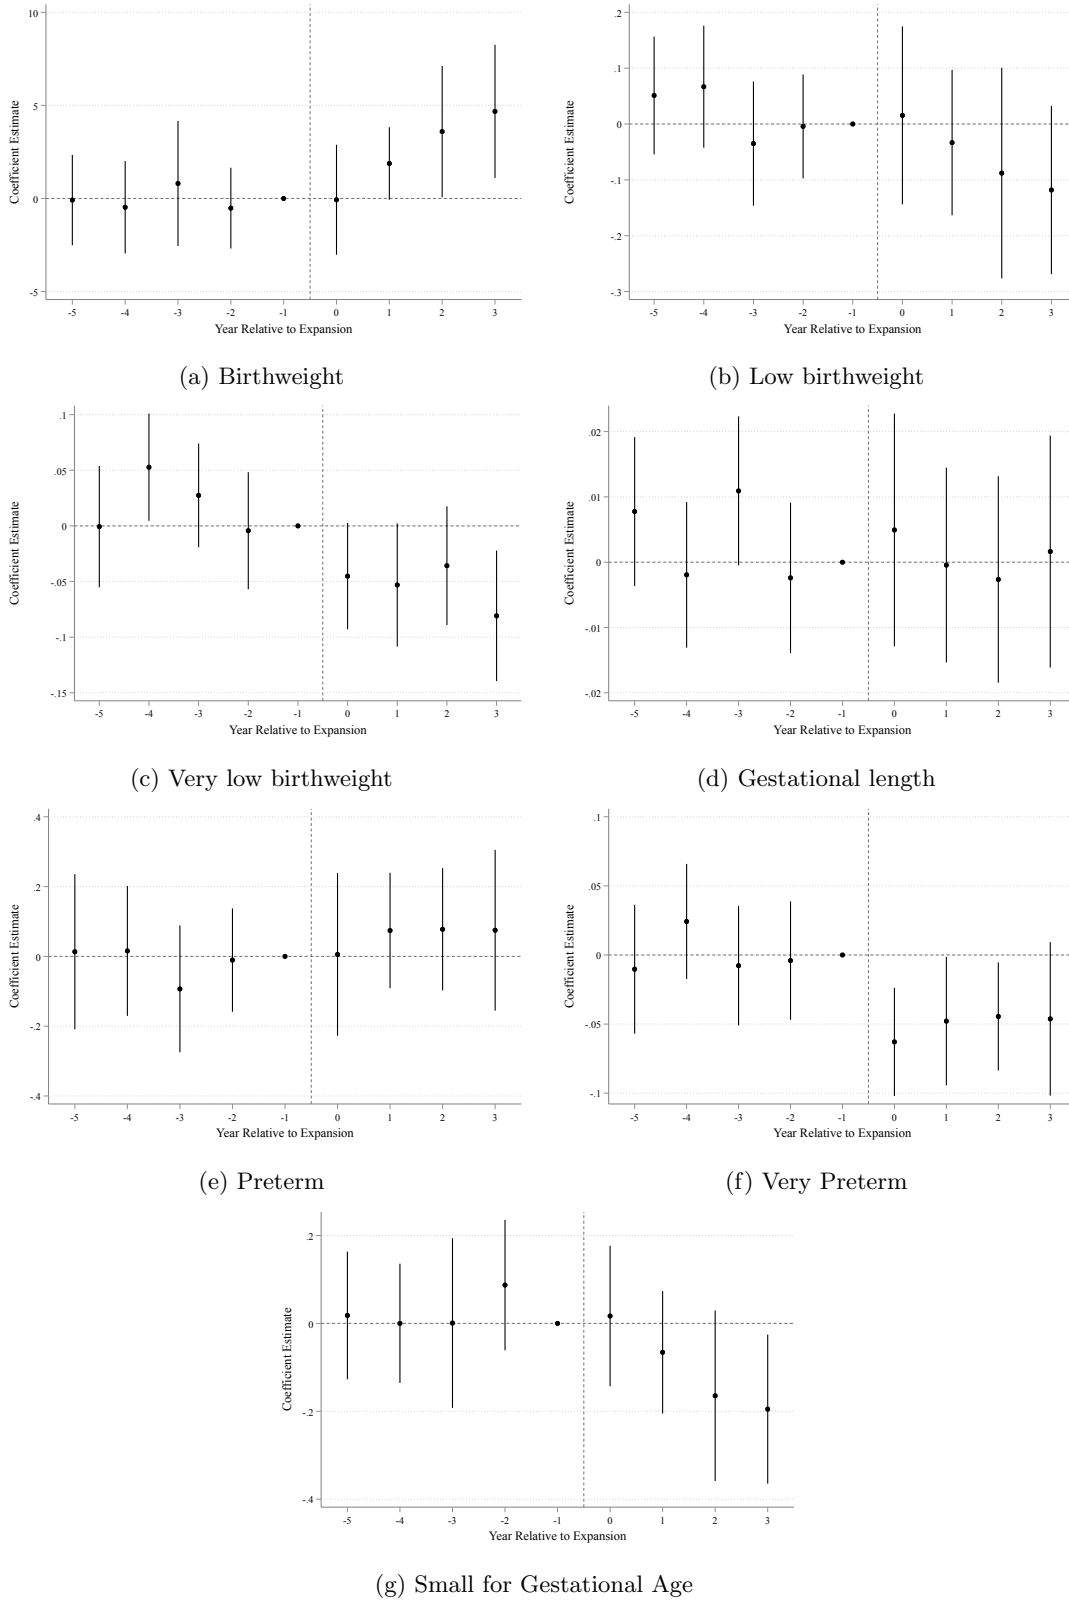 10
5
0
-5
Coefficient Estimate
-5 -4 -3 -2 -1 0 1 2 3
Year Relative to Expansion
(a) Birthweight
.2
.1
0
-.1
-.2
-.3
Coefficient Estimate
-5 -4 -3 -2 -1 0 1 2 3
Year Relative to Expansion
(b) Low birthweight
.1
.05
0
-.05
-.1
-.15
Coefficient Estimate
-5 -4 -3 -2 -1 0 1 2 3
Year Relative to Expansion
(c) Very low birthweight
.02
.01
0
-.01
-.02
Coefficient Estimate
-5 -4 -3 -2 -1 0 1 2 3
Year Relative to Expansion
(d) Gestational length
.4
.2
0
-.2
-.4
Coefficient Estimate
-5 -4 -3 -2 -1 0 1 2 3
Year Relative to Expansion
(e) Preterm
.1
.05
0
-.05
-.1
Coefficient Estimate
-5 -4 -3 -2 -1 0 1 2 3
Year Relative to Expansion
(f) Very Preterm
.2
0
-.2
-.4
Coefficient Estimate
-5 -4 -3 -2 -1 0 1 2 3
Year Relative to Expansion
(g) Small for Gestational Age